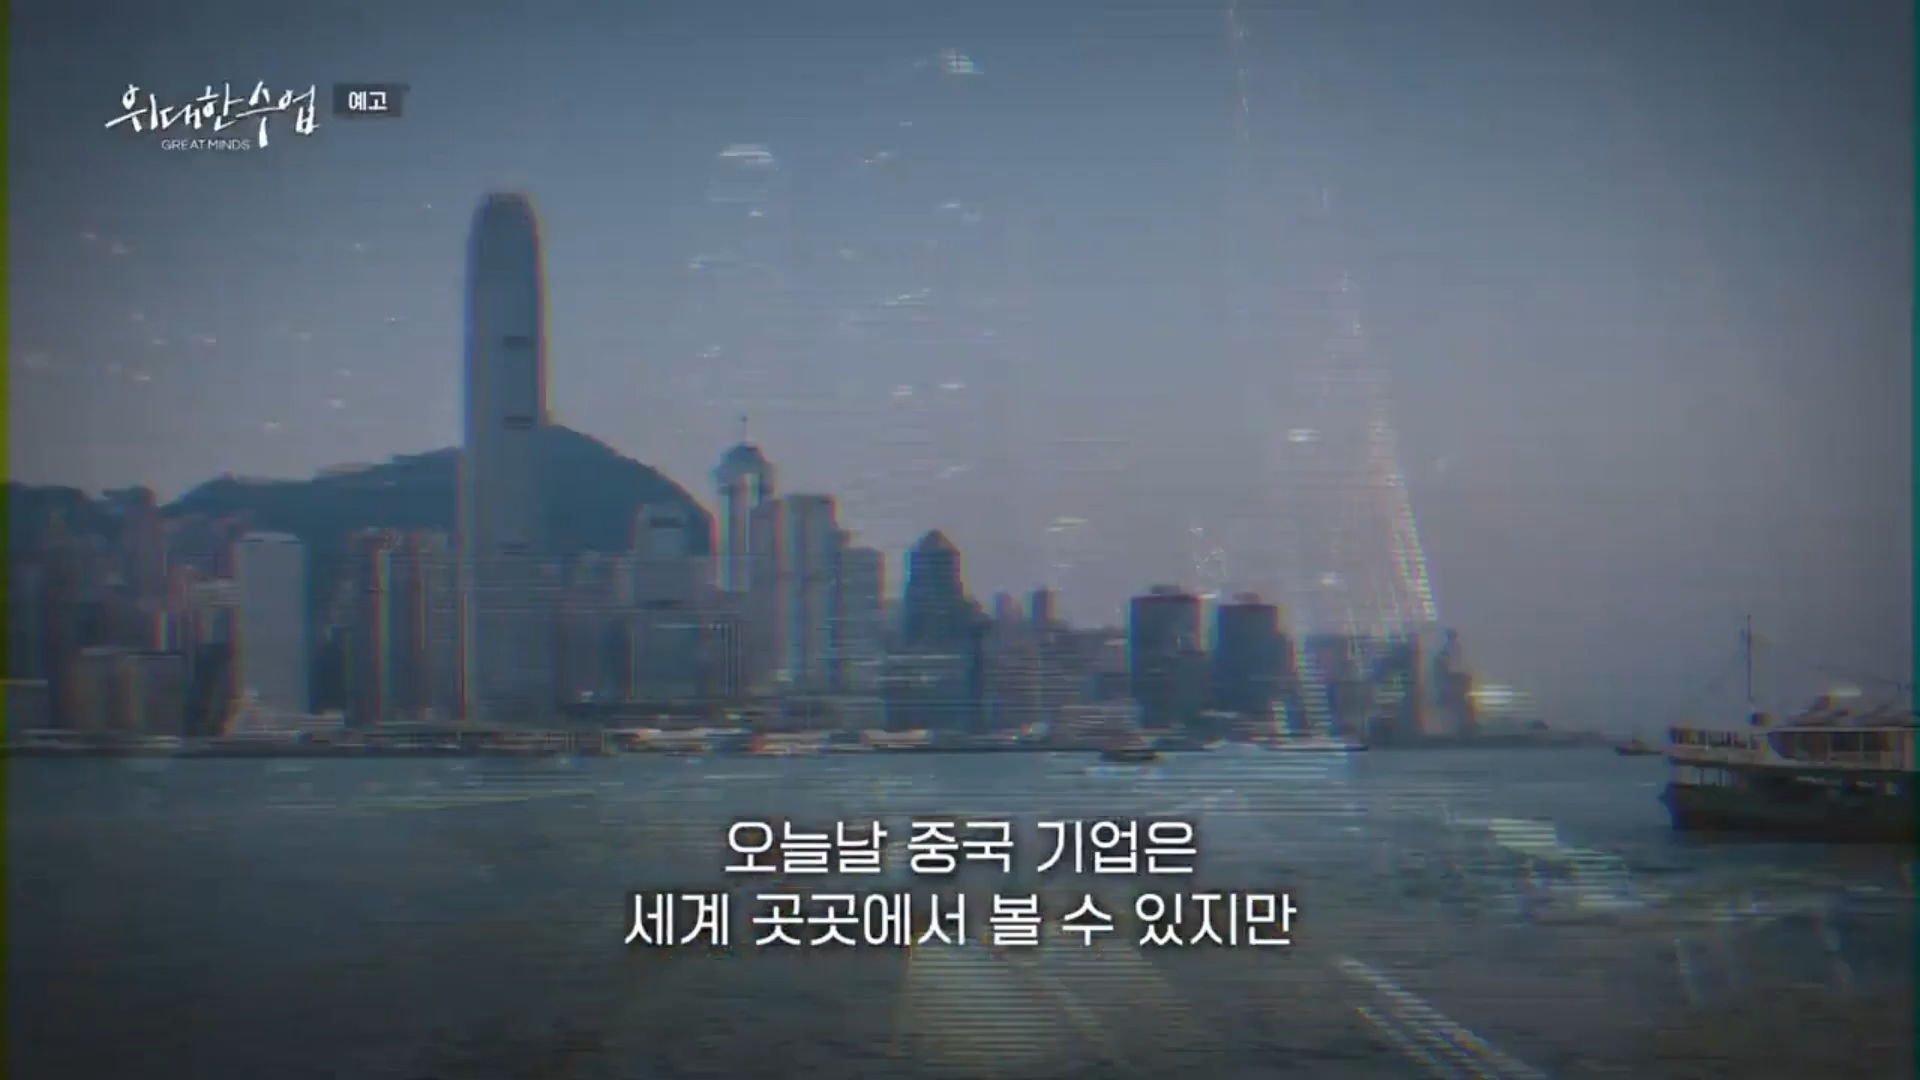 위대한수업
예고
GREAT MINDS
오늘날 중국 기업은
세계 곳곳에서 볼 수 있지만